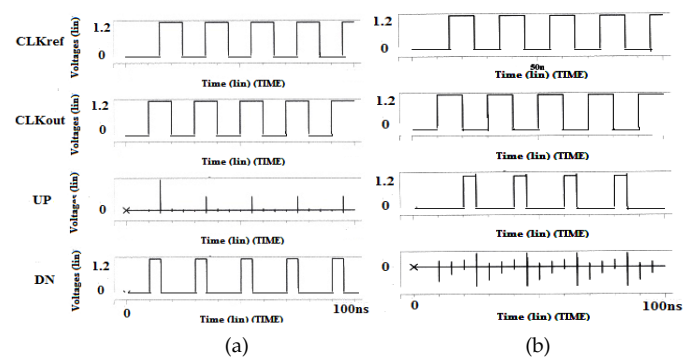 CLKref
Voltages (lin)
1.2
0
Time (lin) (TIME)
1.2
0
50n
Time (lin) (TIME)
CLKout
Voltages (lin)
1.2
0
Time (lin) (TIME)
1.2
0
Time (lin) (TIME)
UP
Voltages (lin)
0
Time (lin) (TIME)
1.2
0
Time (lin) (TIME)
DN
Voltages (lin)
1.2
0
0
100ns
Time (lin) (TIME)
0
0
100ns
Time (lin) (TIME)
(a)
(b)